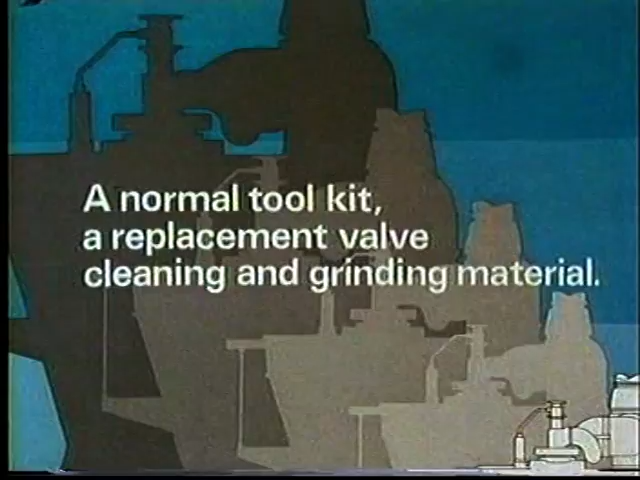 A normal tool kit,
a replacement valve
cleaning and grinding material.